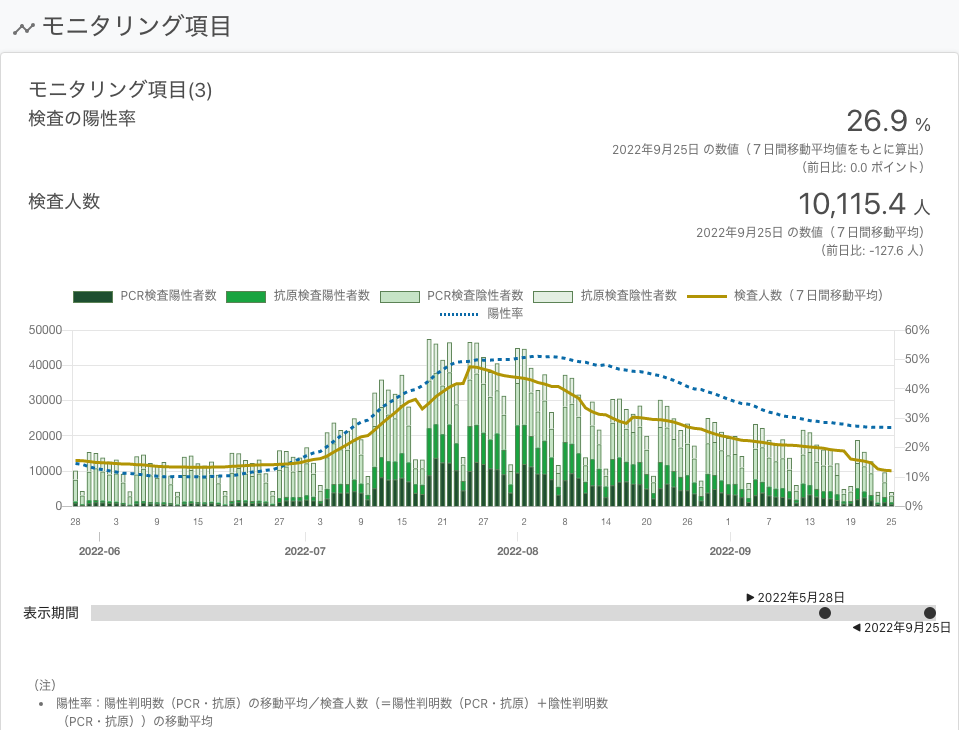 モニタリング項目
モニタリング項目(3)
検査の陽性率
26.9 %
2022年9月25日 の数値（７日間移動平均値をもとに算出）
（前日比: 0.0 ポイント）
検査人数
10,115.4 人
2022年9月25日 の数値（７日間移動平均）
（前日比: -127.6 人）
PCR検査陽性者数 抗原検査陽性者数 PCR検査陰性者数 抗原検査陰性者数 検査人数（７日間移動平均）
陽性率
50000 60%
40000 50%
30000 40%
20000 30%
10000 20%
0 10%
0%
28 3 9 15 21 27 3 9 15 21 27 2 8 14 20 26 1 7 13 19 25
2022-06 2022-07 2022-08 2022-09
▶ 2022年5月28日
表示期間
◀ 2022年9月25日
（注）
• 陽性率：陽性判明数（PCR・抗原）の移動平均／検査人数（＝陽性判明数（PCR・抗原）＋陰性判明数
（PCR・抗原））の移動平均